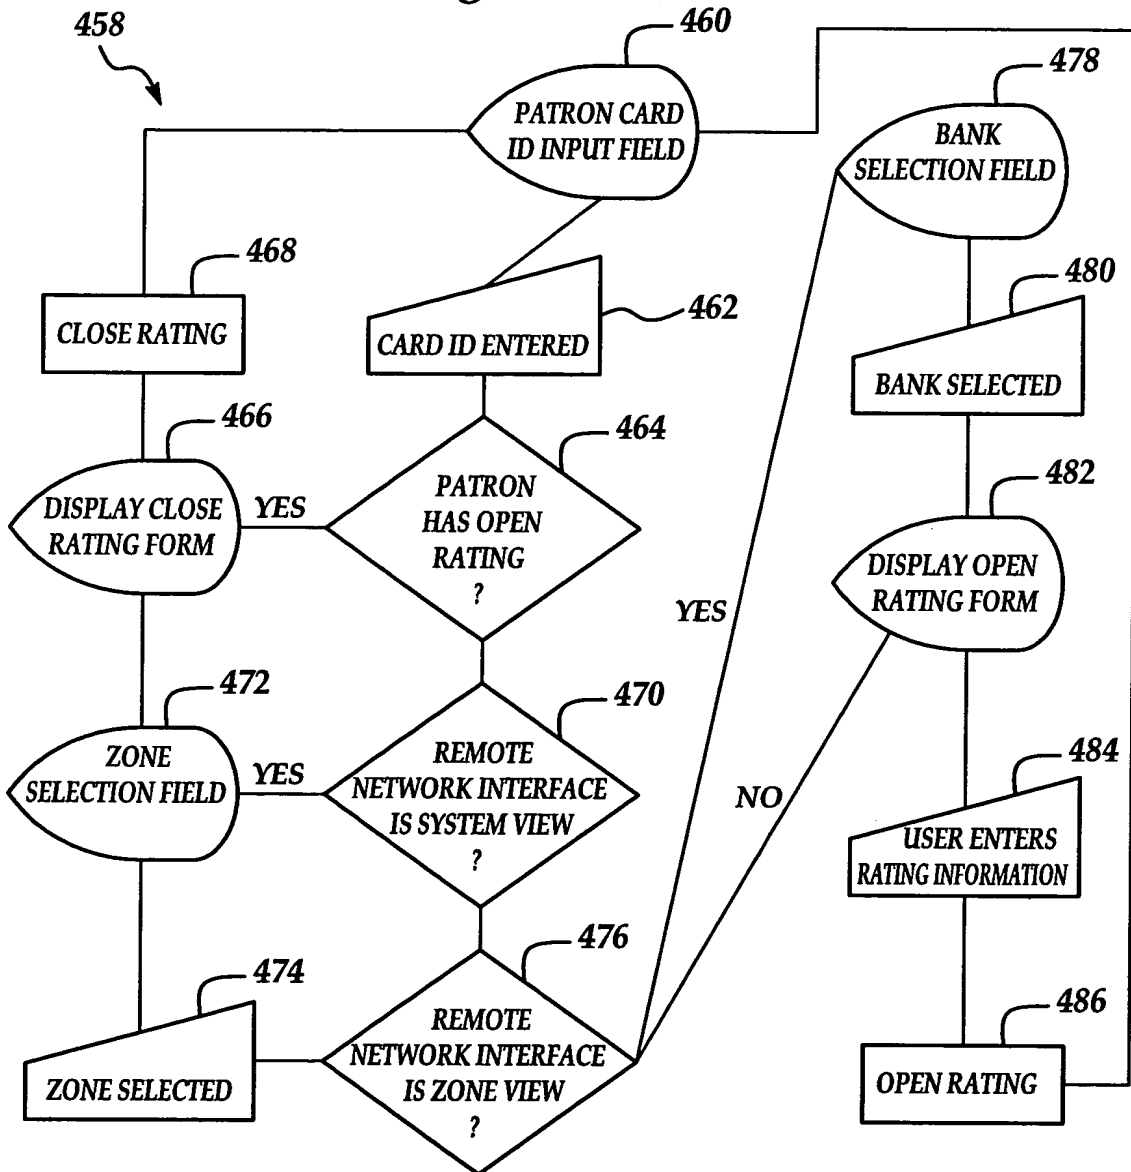 458
460
PATRON CARD
ID INPUT FIELD
478
BANK
SELECTION FIELD
468
CLOSE RATING
462
CARD ID ENTERED
480
BANK SELECTED
466
DISPLAY CLOSE
RATING FORM
YES
464
PATRON
HAS OPEN
RATING
?
482
DISPLAY OPEN
RATING FORM
YES
472
ZONE
SELECTION FIELD
YES
470
REMOTE
NETWORK INTERFACE
IS SYSTEM VIEW
?
NO
484
USER ENTERS
RATING INFORMATION
474
ZONE SELECTED
476
REMOTE
NETWORK INTERFACE
IS ZONE VIEW
?
486
OPEN RATING